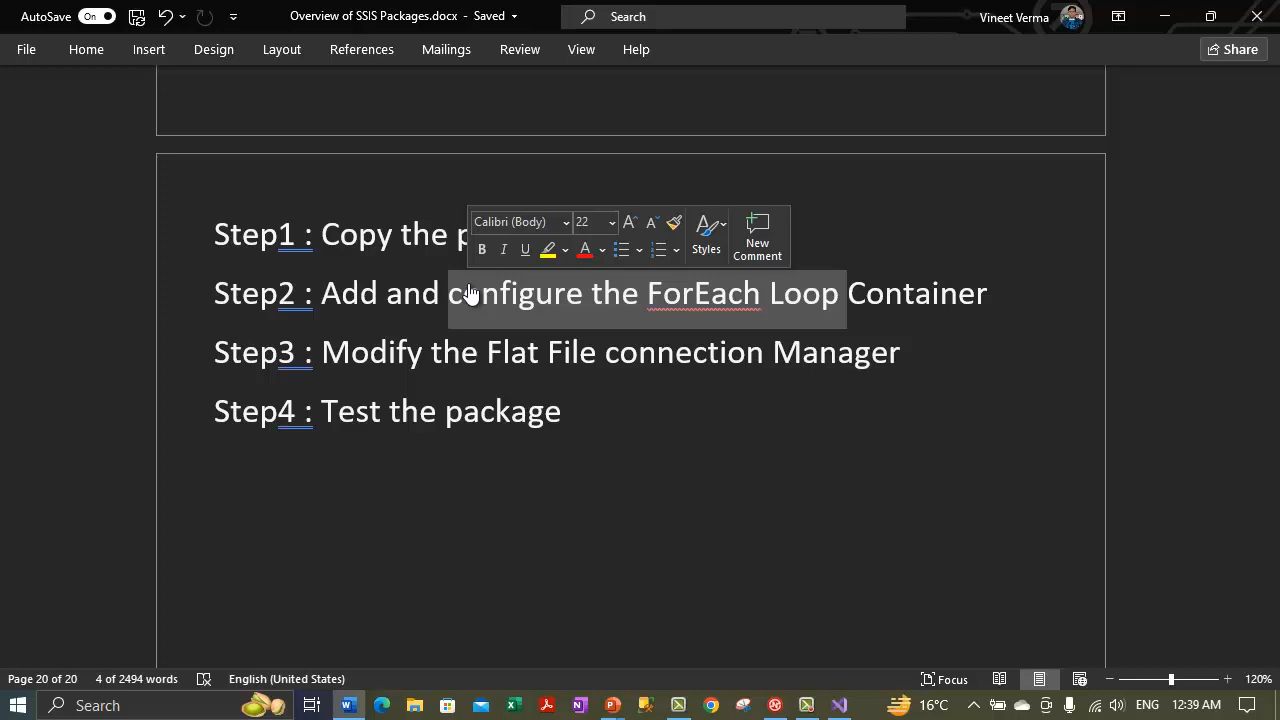 AutoSave On Overview of SSIS Packages.docx - Saved Search Vineet Verma
File Home Insert Design Layout References Mailings Review View Help Share
Calibri (Body) 22
B I U A Styles New Comment
Step1 : Copy the
Step2 : Add and configure the ForEach Loop Container
Step3 : Modify the Flat File connection Manager
Step4 : Test the package
Page 20 of 20 4 of 2494 words English (United States) Focus 120%
Search 16°C ENG 12:39 AM